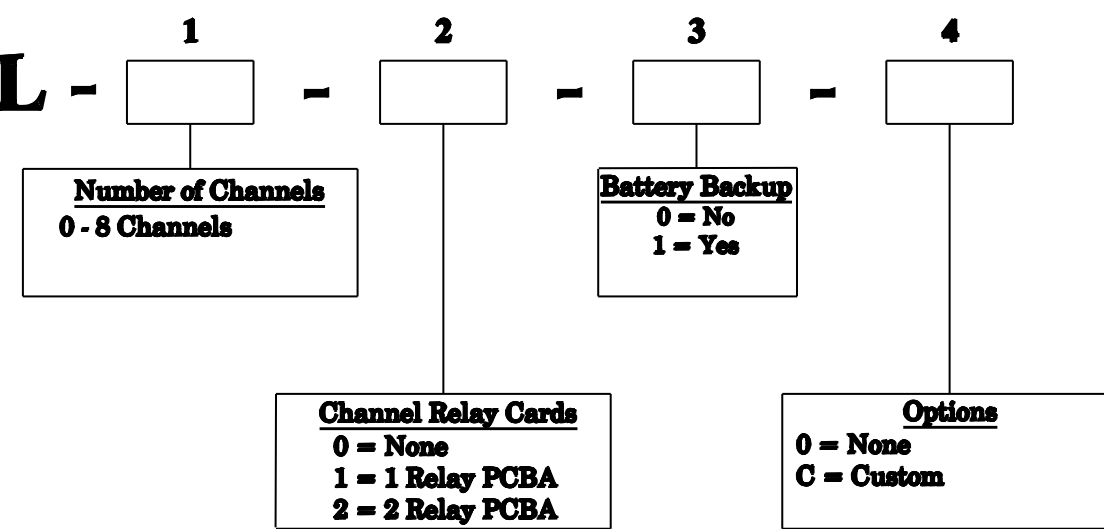 1 2 3 4
L - - - -
Number of Channels
0 - 8 Channels
Battery Backup
0 = No
1 = Yes
Channel Relay Cards
0 = None
1 = 1 Relay PCBA
2 = 2 Relay PCBA
Options
0 = None
C = Custom